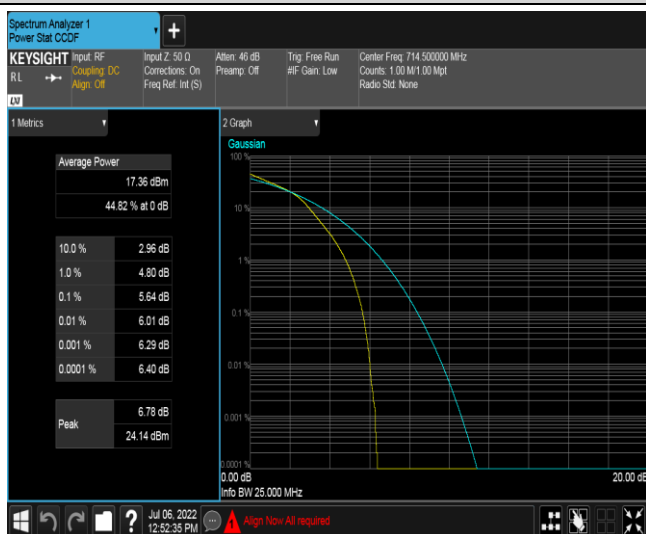 Spectrum Analyzer 1
Power Stat CCDF
+
KEYSIGHT
RL
LXI
Input: RF
Coupling: DC
Align: Off
Input Z: 50 Ω
Corrections: On
Freq Ref: Int (S)
Atten: 46 dB
Preamp: Off
Trig: Free Run
#IF Gain: Low
Center Freq: 714.500000 MHz
Counts: 1.00 M/1.00 Mpt
Radio Std: None
1 Metrics
Average Power
17.36 dBm
44.82 % at 0 dB
10.0 % 2.96 dB
1.0 % 4.80 dB
0.1 % 5.64 dB
0.01 % 6.01 dB
0.001 % 6.29 dB
0.0001 % 6.40 dB
Peak
6.78 dB
24.14 dBm
2 Graph
Gaussian
100 %
10 %
1 %
0.1 %
0.01 %
0.001 %
0.0001 %
0.00 dB
20.00 dB
Info BW 25.000 MHz
?
Jul 06, 2022
12:52:35 PM
Align Now All required